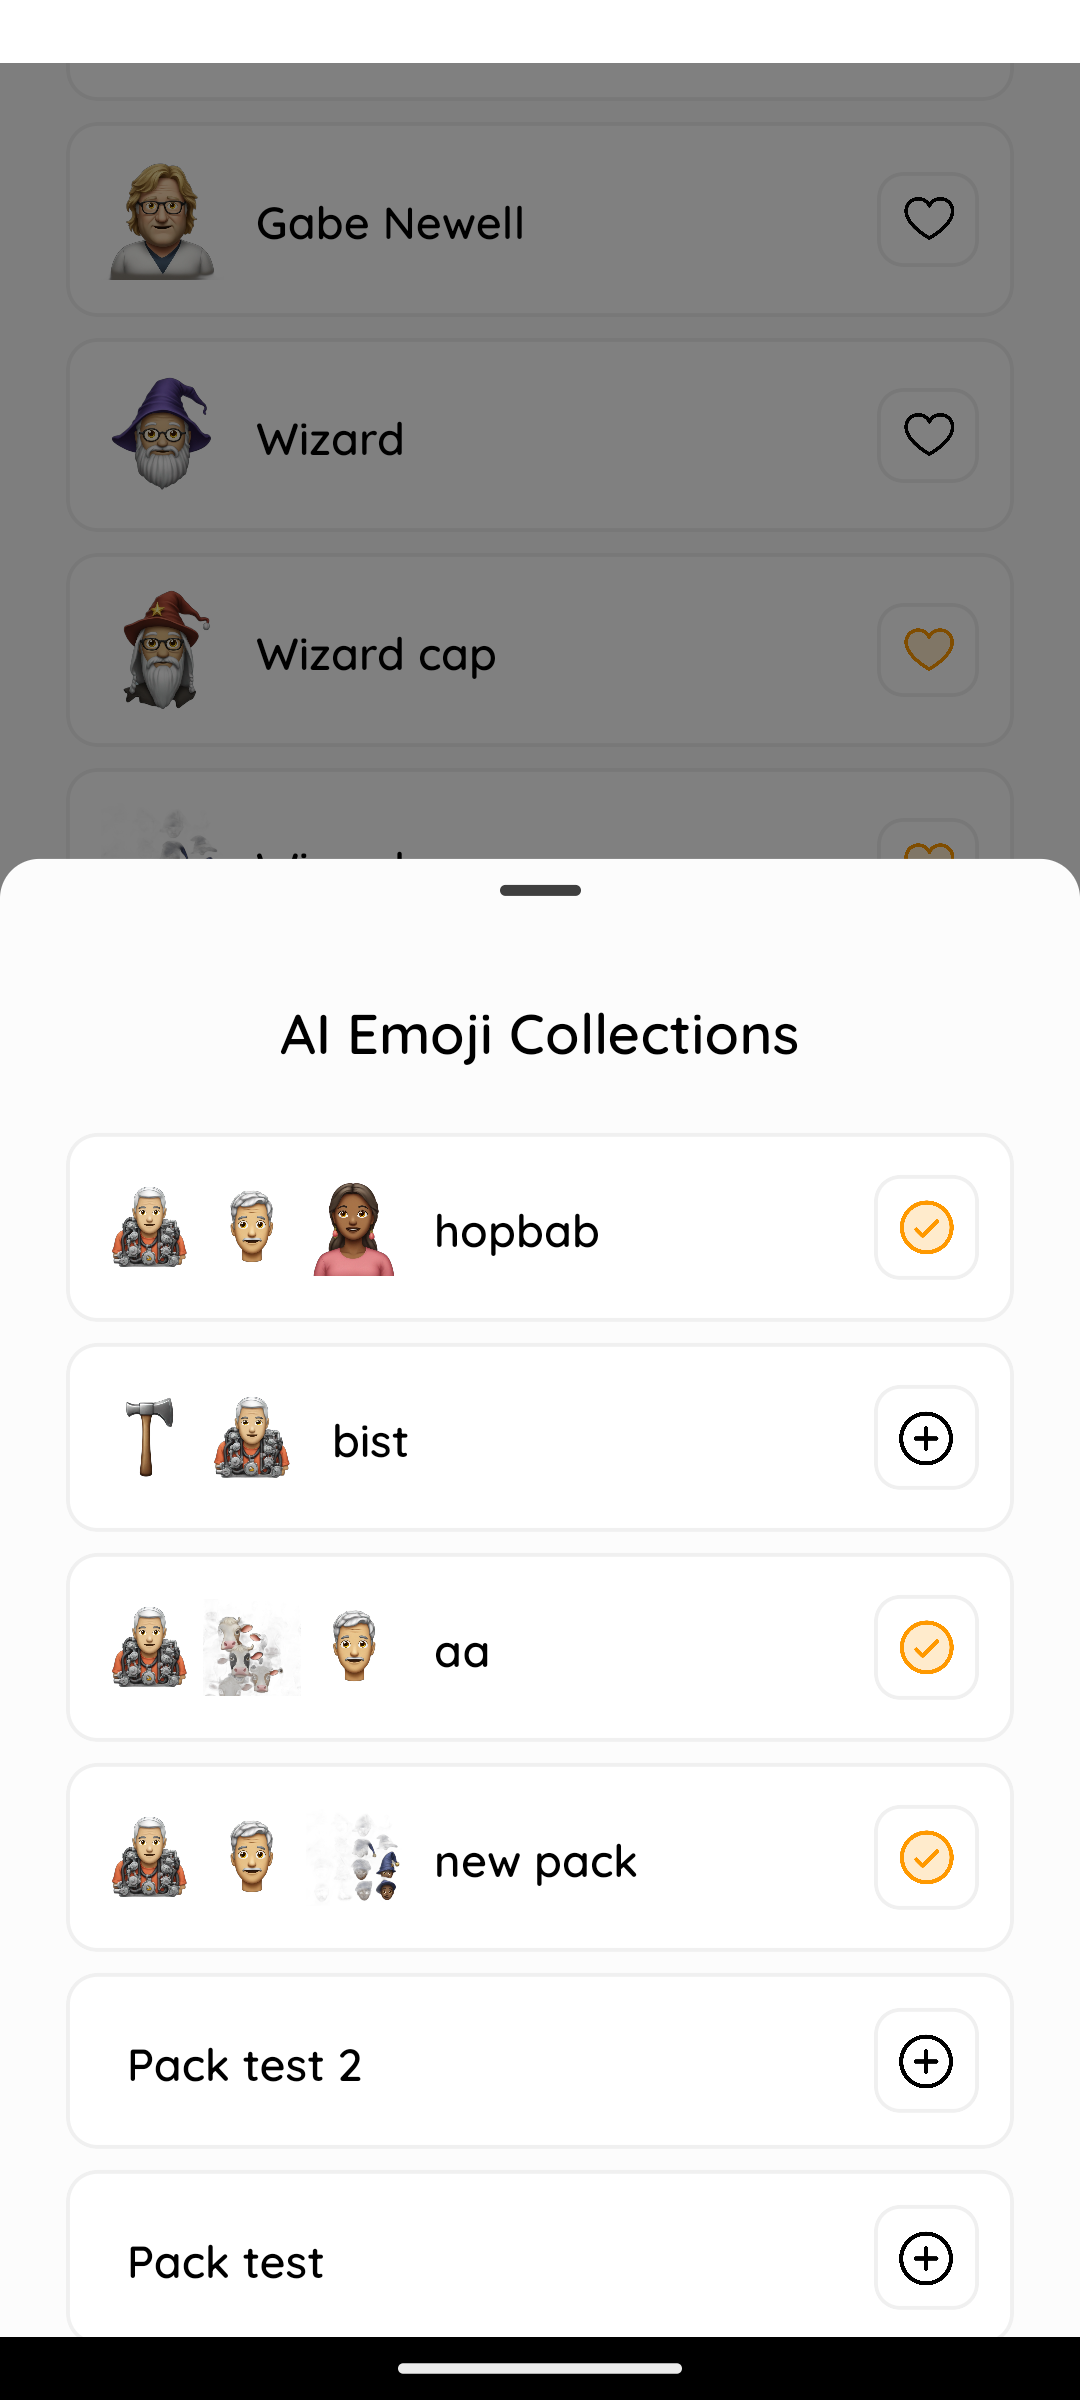 Gabe Newell
Wizard
Wizard cap
AI Emoji Collections
hopbab
bist
aa
new pack
Pack test 2
Pack test